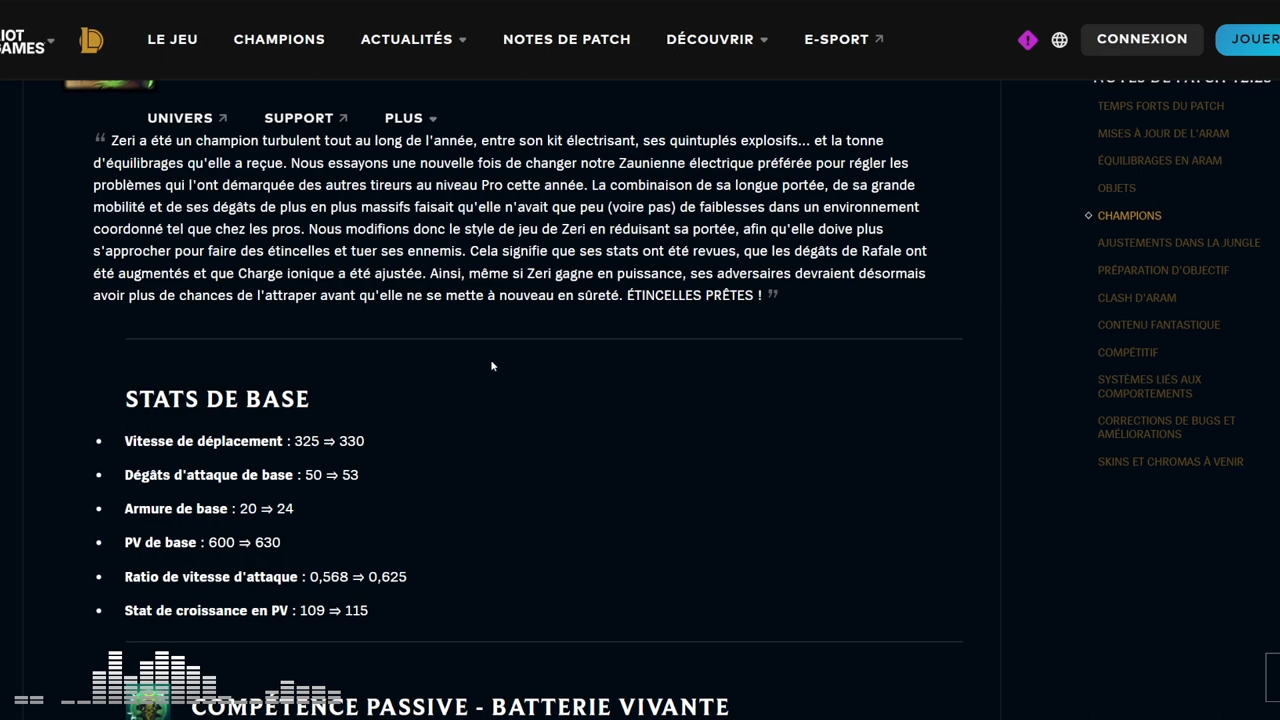 IOT
GAMES
LE JEU
CHAMPIONS
ACTUALITÉS
NOTES DE PATCH
DÉCOUVRIR
E-SPORT
CONNEXION
JOUER
UNIVERS
SUPPORT
PLUS
“ Zeri a été un champion turbulent tout au long de l'année, entre son kit électrisant, ses quintuplés explosifs... et la tonne
d'équilibrages qu'elle a reçue. Nous essayons une nouvelle fois de changer notre Zaunienne électrique préférée pour régler les
problèmes qui l'ont démarquée des autres tireurs au niveau Pro cette année. La combinaison de sa longue portée, de sa grande
mobilité et de ses dégâts de plus en plus massifs faisait qu'elle n'avait que peu (voire pas) de faiblesses dans un environnement
coordonné tel que chez les pros. Nous modifions donc le style de jeu de Zeri en réduisant sa portée, afin qu'elle doive plus
s'approcher pour faire des étincelles et tuer ses ennemis. Cela signifie que ses stats ont été revues, que les dégâts de Rafale ont
été augmentés et que Charge ionique a été ajustée. Ainsi, même si Zeri gagne en puissance, ses adversaires devraient désormais
avoir plus de chances de l'attraper avant qu'elle ne se mette à nouveau en sûreté. ÉTINCELLES PRÊTES ! ”
STATS DE BASE
• Vitesse de déplacement : 325 ⇒ 330
• Dégâts d'attaque de base : 50 ⇒ 53
• Armure de base : 20 ⇒ 24
• PV de base : 600 ⇒ 630
• Ratio de vitesse d'attaque : 0,568 ⇒ 0,625
• Stat de croissance en PV : 109 ⇒ 115
COMPÉTENCE PASSIVE - BATTERIE VIVANTE
TEMPS FORTS DU PATCH
MISES À JOUR DE L'ARAM
ÉQUILIBRAGES EN ARAM
OBJETS
CHAMPIONS
AJUSTEMENTS DANS LA JUNGLE
PRÉPARATION D'OBJECTIF
CLASH D'ARAM
CONTENU FANTASTIQUE
COMPÉTITIF
SYSTÈMES LIÉS AUX
COMPORTEMENTS
CORRECTIONS DE BUGS ET
AMÉLIORATIONS
SKINS ET CHROMAS À VENIR